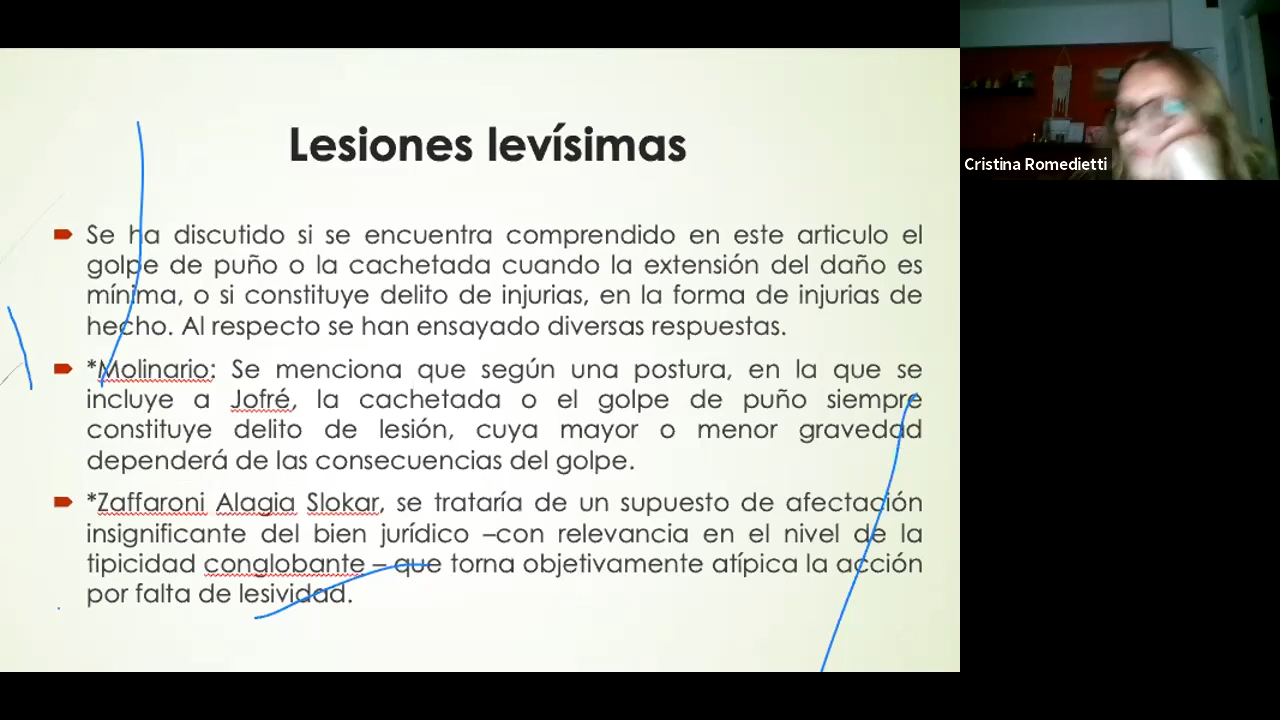 Lesiones levísimas
Se ha discutido si se encuentra comprendido en este articulo el
golpe de puño o la cachetada cuando la extensión del daño es
mínima, o si constituye delito de injurias, en la forma de injurias de
hecho. Al respecto se han ensayado diversas respuestas.
*Molinario: Se menciona que según una postura, en la que se
incluye a Jofré, la cachetada o el golpe de puño siempre
constituye delito de lesión, cuya mayor o menor gravedad
dependerá de las consecuencias del golpe.
*Zaffaroni Alagia Slokar, se trataría de un supuesto de afectación
insignificante del bien jurídico –con relevancia en el nivel de la
tipicidad conglobante – que torna objetivamente atípica la acción
por falta de lesividad.
Cristina Romedietti